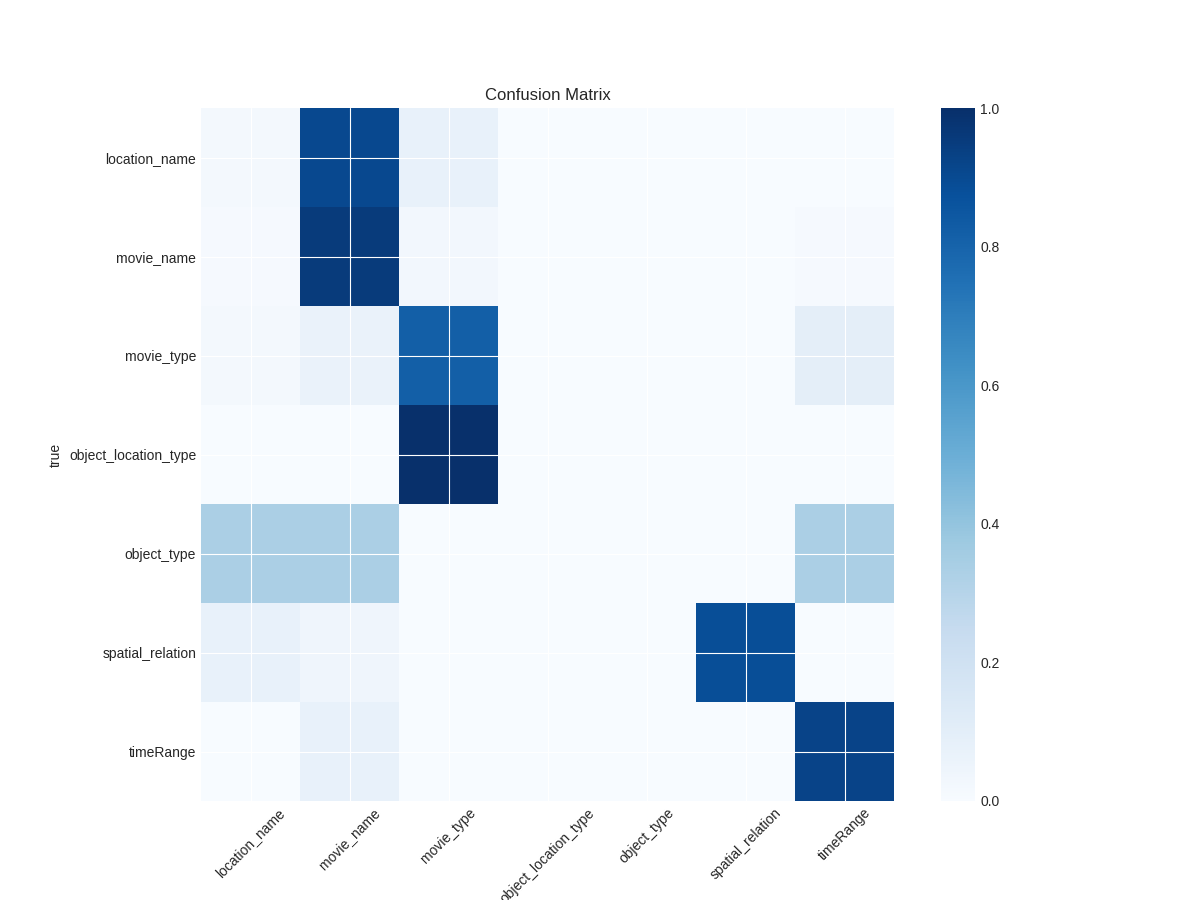 Confusion Matrix
true
location_name
movie_name
movie_type
object_location_type
object_type
spatial_relation
timeRange
location_name
movie_name
movie_type
object_location_type
object_type
spatial_relation
timeRange
1.0
0.8
0.6
0.4
0.2
0.0